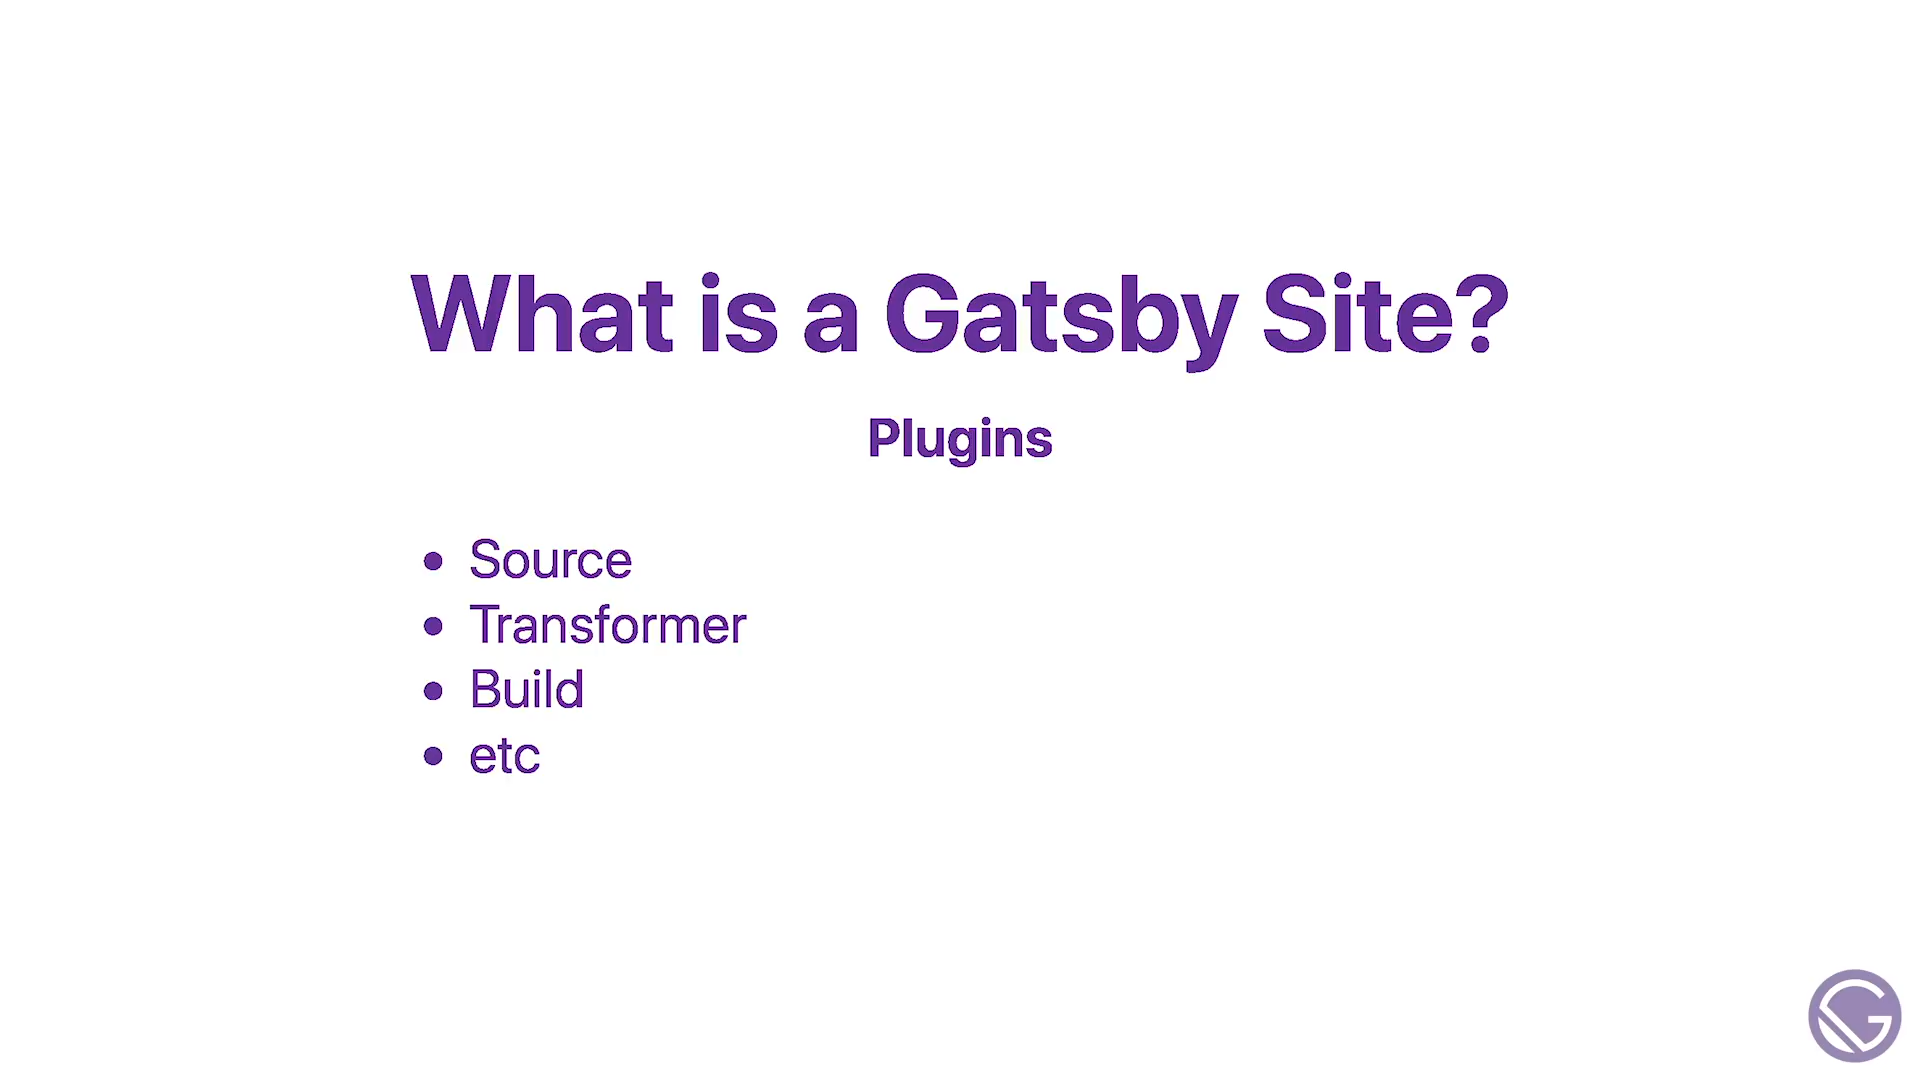 What is a Gatsby Site?
Plugins
• Source
• Transformer
• Build
• etc